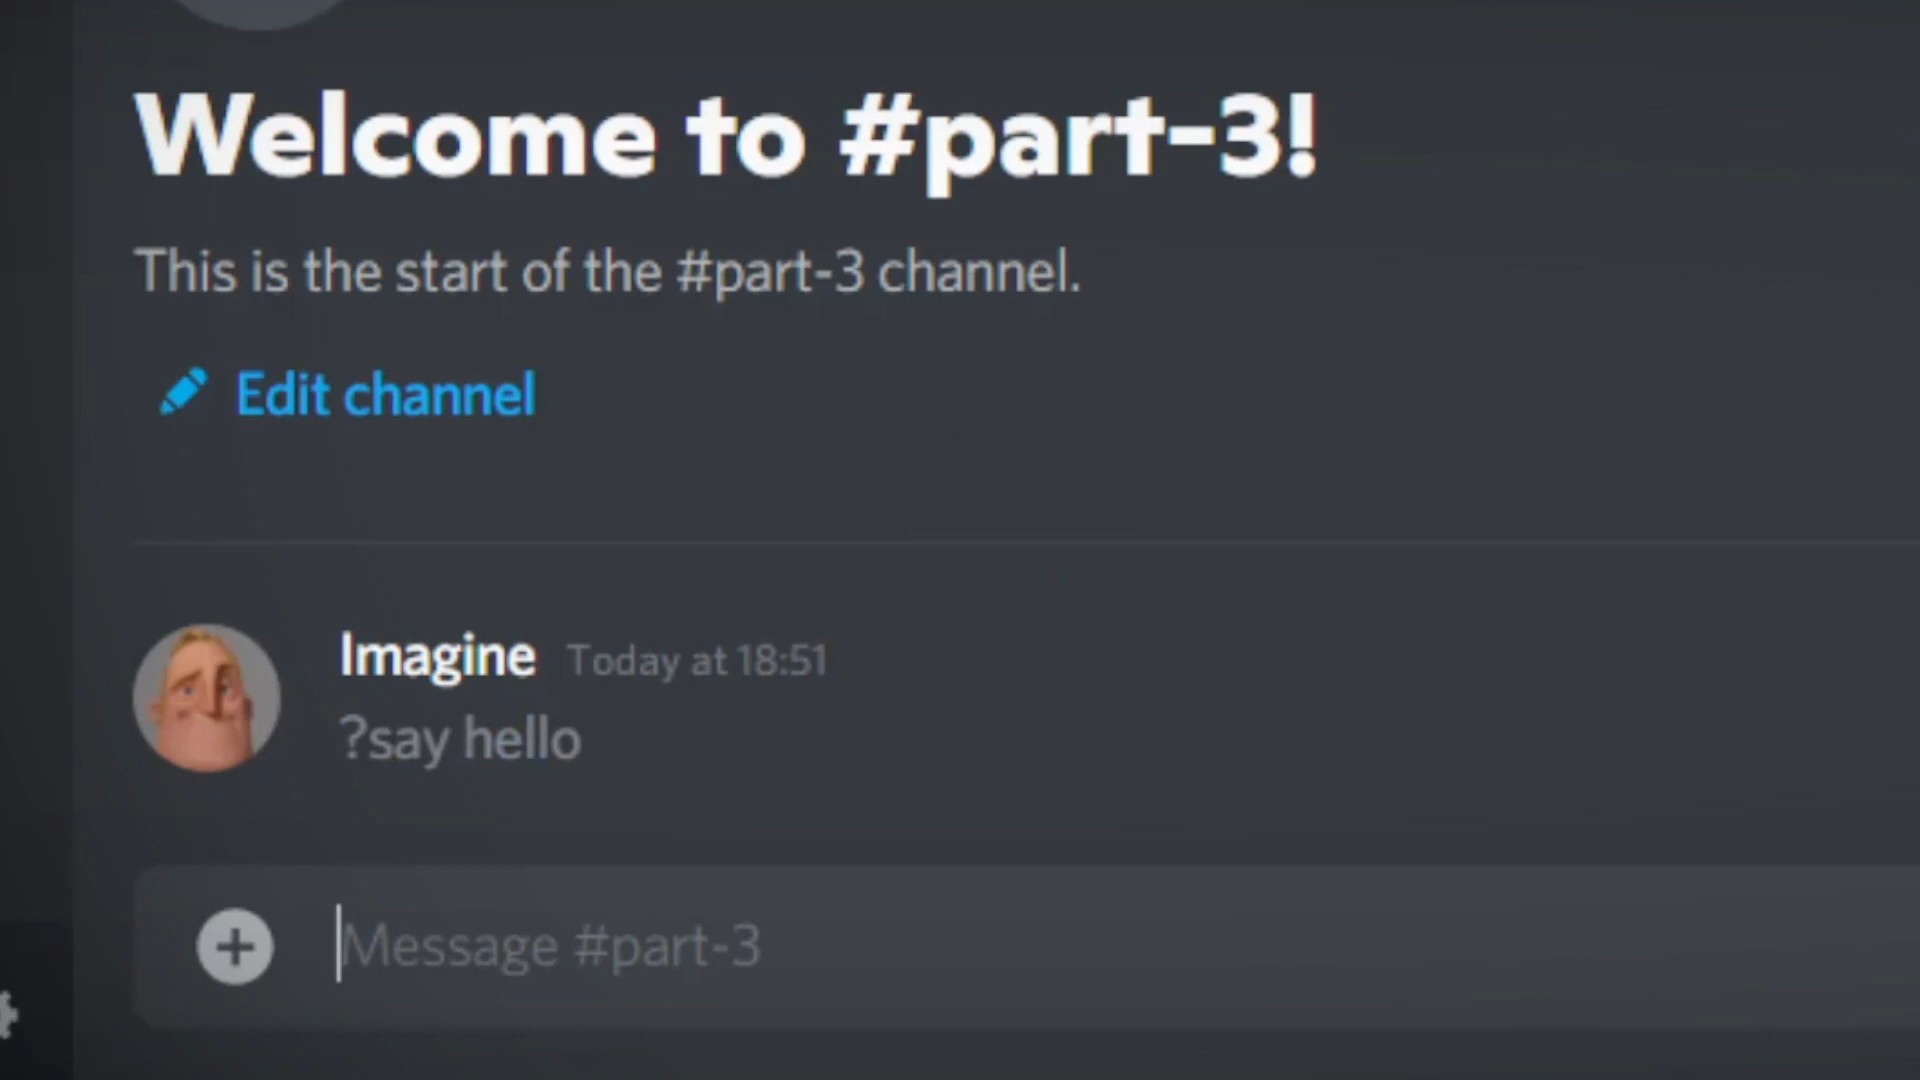 Welcome to #part-3!
This is the start of the #part-3 channel.
Edit channel
Imagine Today at 18:51
?say hello
Message #part-3